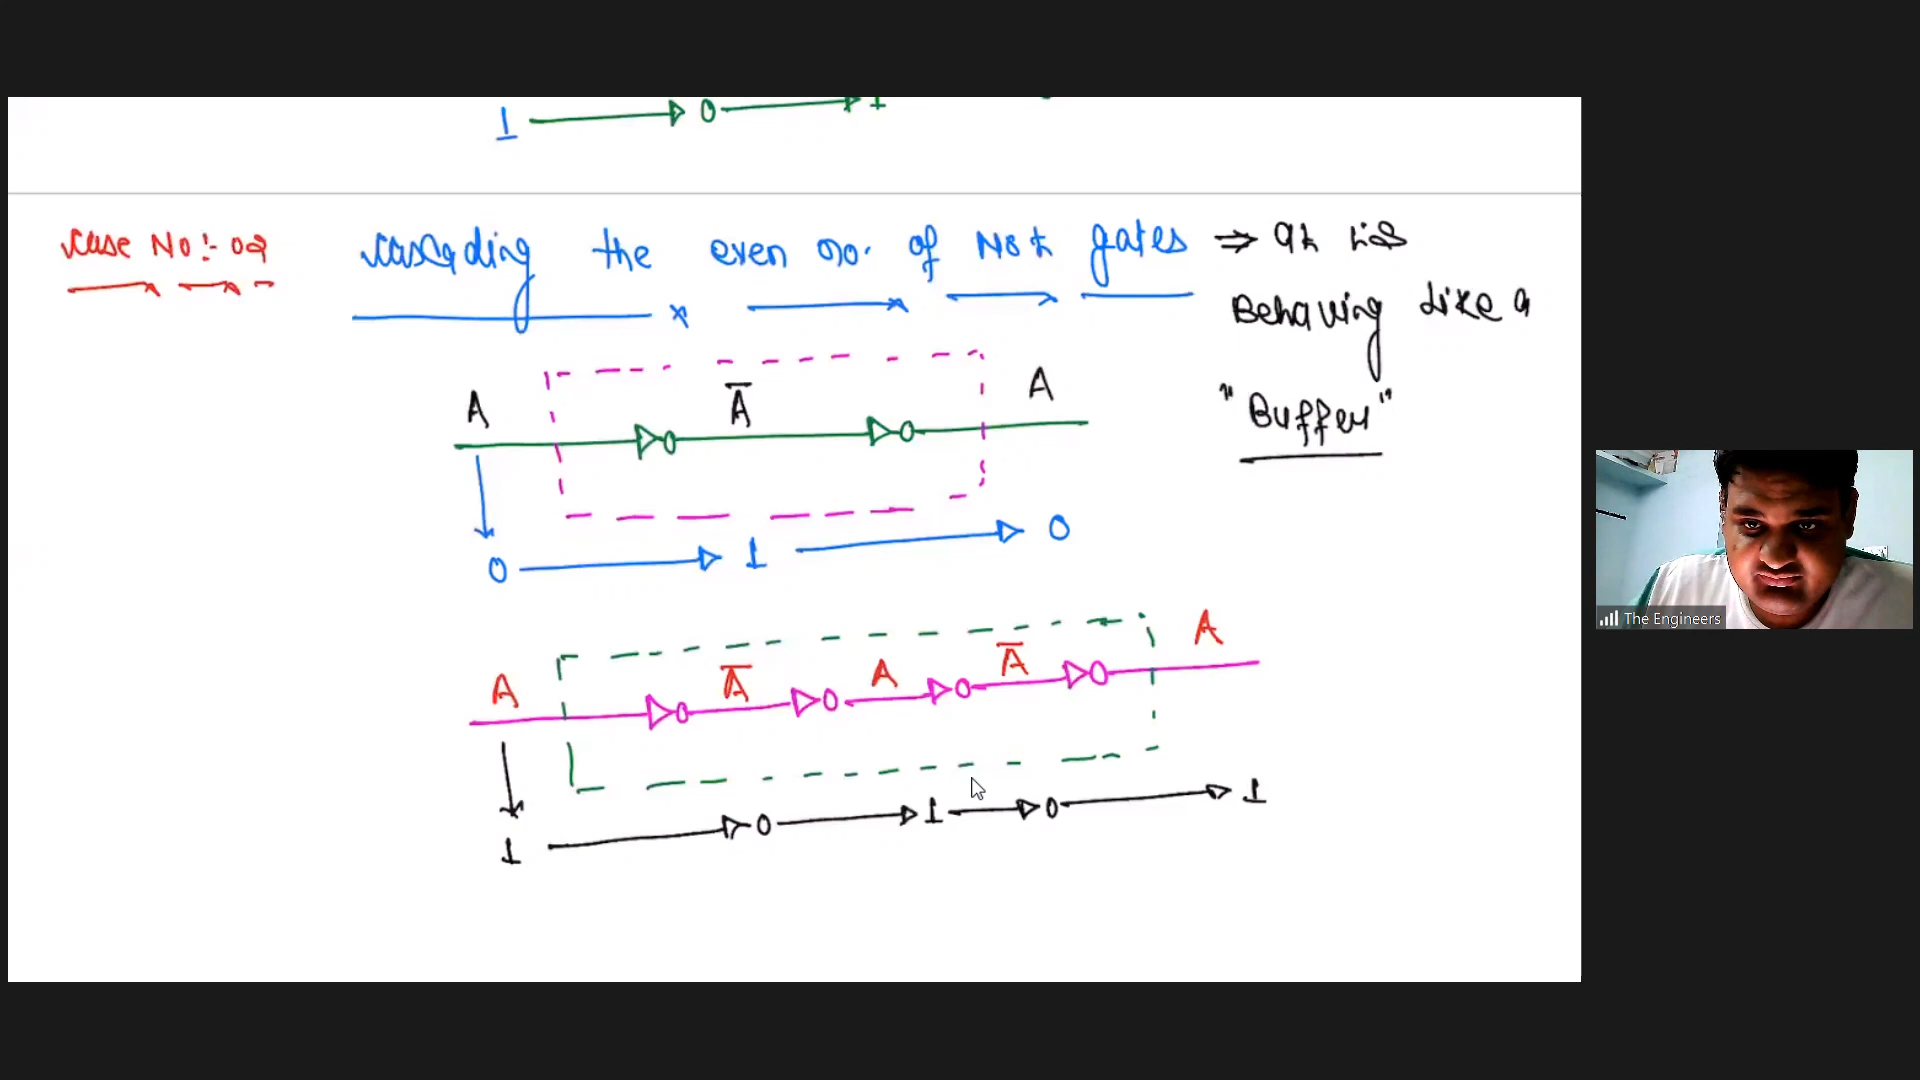 1 0 1
Case No:- 02 cascading the even no. of Not gates ⇒ It is
Behaving Like a
"Buffer"
A A̅ A
0 1 0
A A̅ A A̅ A
1 0 1 0 1
The Engineers